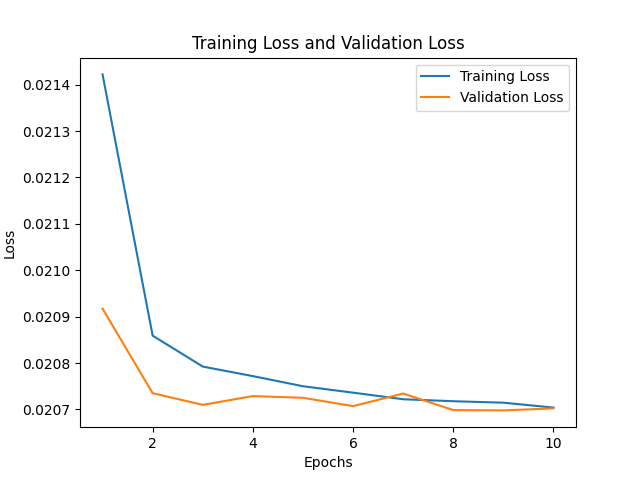 Training Loss and Validation Loss
Training Loss
Validation Loss
0.0214
0.0213
0.0212
0.0211
0.0210
0.0209
0.0208
0.0207
Loss
2
4
6
8
10
Epochs